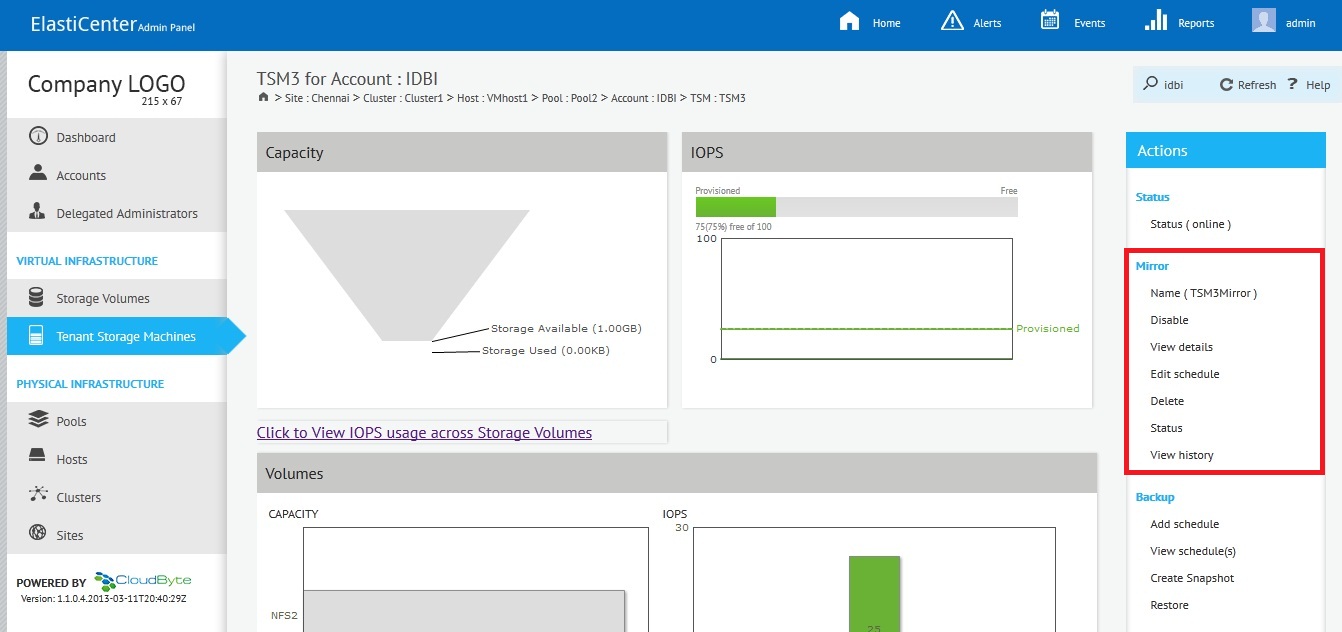 ElastiCenter Admin Panel
Home
Alerts
Events
Reports
admin
Company LOGO
215 x 67
Dashboard
Accounts
Delegated Administrators
VIRTUAL INFRASTRUCTURE
Storage Volumes
Tenant Storage Machines
PHYSICAL INFRASTRUCTURE
Pools
Hosts
Clusters
Sites
POWERED BY CloudByte
Version: 1.1.0.4.2013-03-11T20:40:29Z
TSM3 for Account : IDBI
> Site : Chennai > Cluster : Cluster1 > Host : VMhost1 > Pool : Pool2 > Account : IDBI > TSM : TSM3
idbi
Refresh
? Help
Capacity
Storage Available (1.00GB)
Storage Used (0.00KB)
IOPS
Provisioned
Free
75(75%) free of 100
100
Provisioned
0
Click to View IOPS usage across Storage Volumes
Volumes
CAPACITY
NFS2
IOPS
30
25
Actions
Status
Status ( online )
Mirror
Name ( TSM3Mirror )
Disable
View details
Edit schedule
Delete
Status
View history
Backup
Add schedule
View schedule(s)
Create Snapshot
Restore